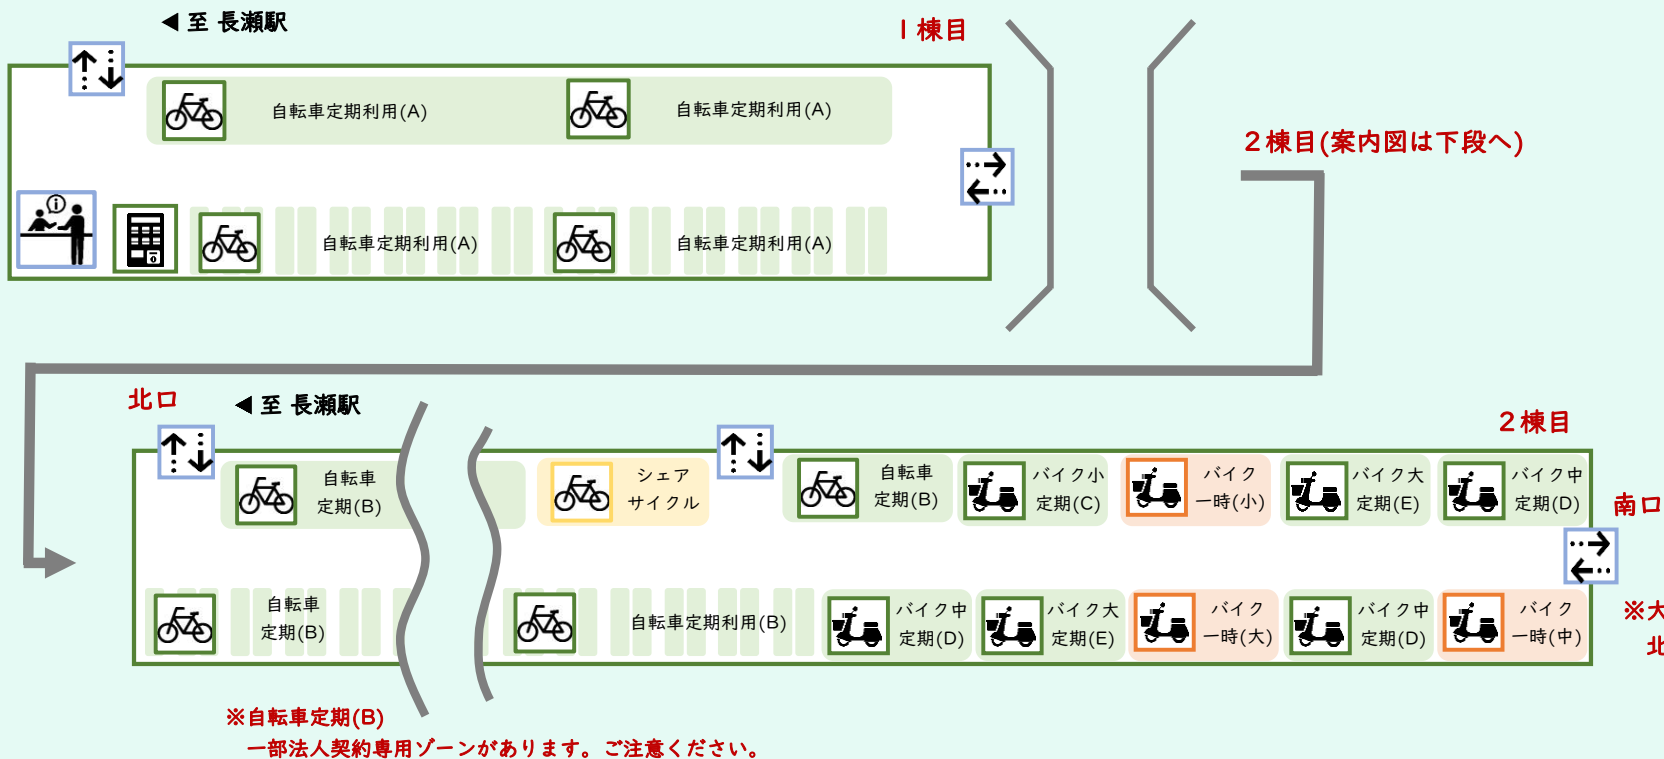 ◀ 至 長瀬駅
1棟目
自転車定期利用(A)
自転車定期利用(A)
2棟目(案内図は下段へ)
自転車定期利用(A)
自転車定期利用(A)
北口
◀ 至 長瀬駅
2棟目
自転車
定期(B)
シェア
サイクル
自転車
定期(B)
バイク小
定期(C)
バイク
一時(小)
バイク大
定期(E)
バイク中
定期(D)
南口
自転車
定期(B)
自転車定期利用(B)
バイク中
定期(D)
バイク大
定期(E)
バイク
一時(大)
バイク中
定期(D)
バイク
一時(中)
※大
北
※自転車定期(B)
一部法人契約専用ゾーンがあります。ご注意ください。